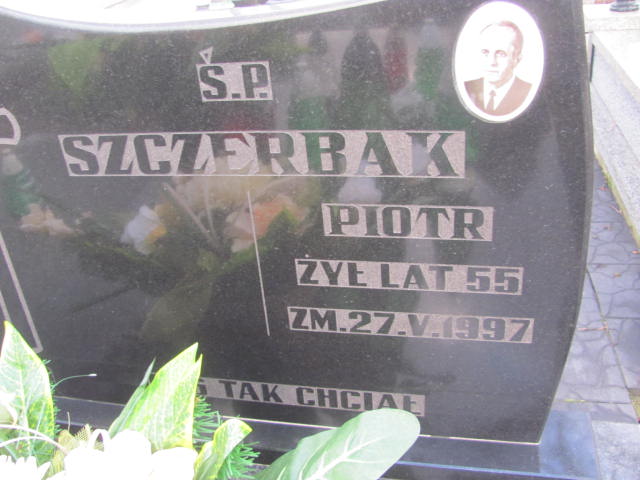 Ś.P.
SZCZERBAK
PIOTR
ŻYŁ LAT 55
ZM.27.V.1997
TAK CHCIAŁ